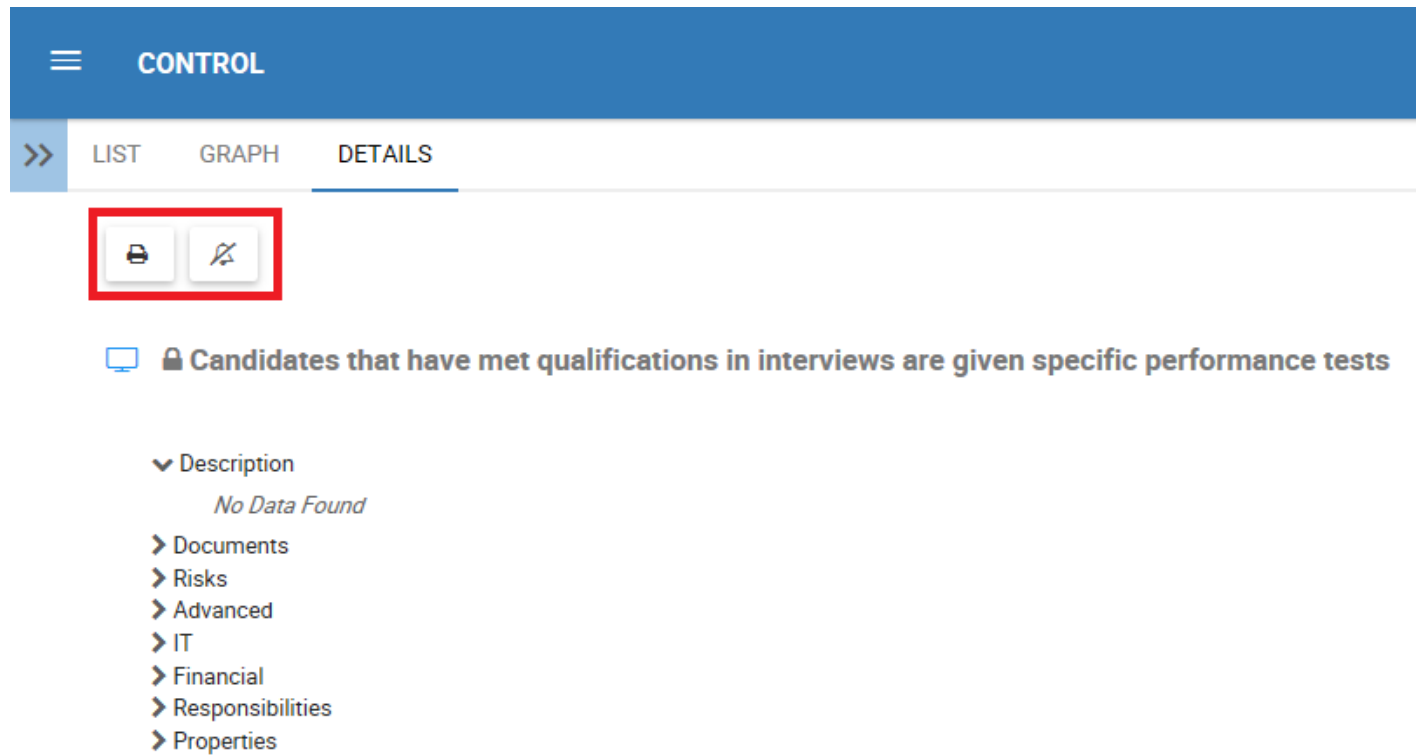 CONTROL
LIST GRAPH DETAILS
Candidates that have met qualifications in interviews are given specific performance tests
Description
No Data Found
Documents
Risks
Advanced
IT
Financial
Responsibilities
Properties